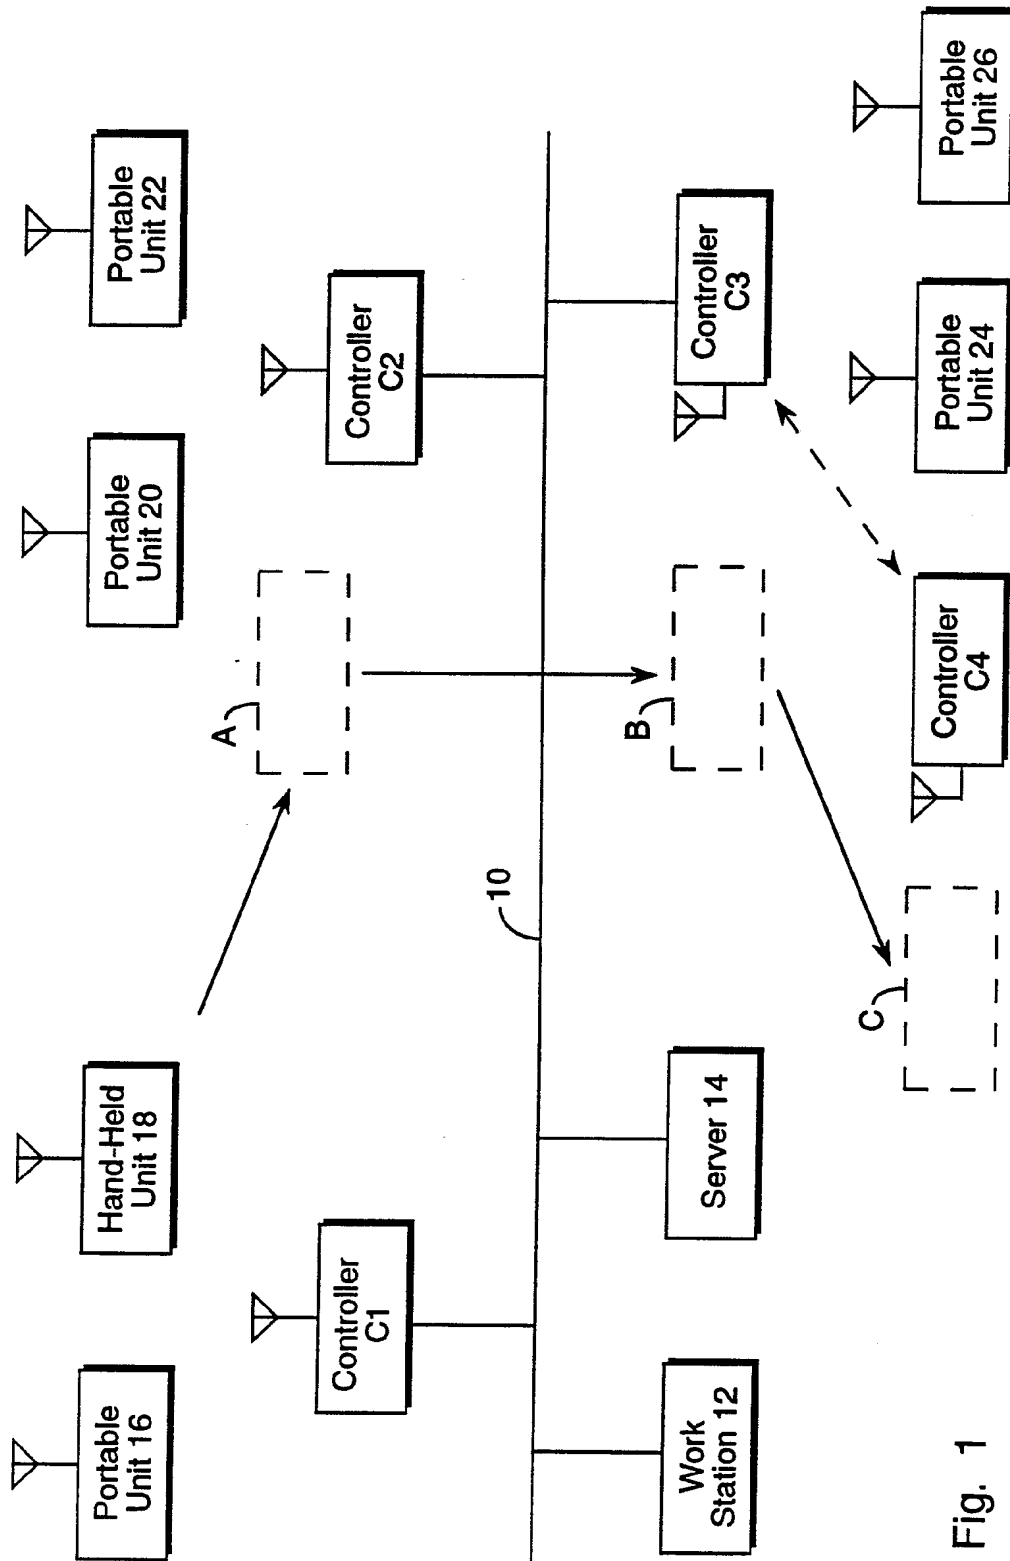 Portable
Unit 16
Hand-Held
Unit 18
Portable
Unit 20
Portable
Unit 22
Controller
C1
A
Controller
C2
10
Work
Station 12
Server 14
B
Controller
C3
C
Controller
C4
Portable
Unit 24
Portable
Unit 26
Fig. 1